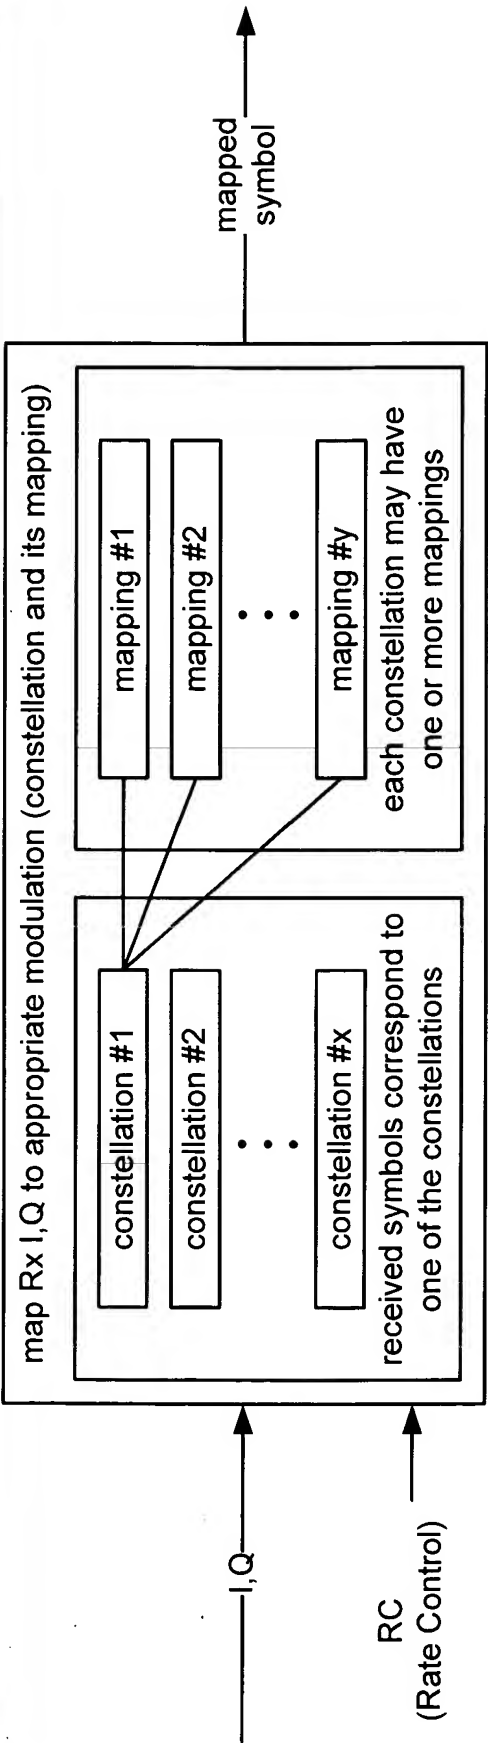 map Rx I,Q to appropriate modulation (constellation and its mapping)
I,Q
RC
(Rate Control)
constellation #1
constellation #2
constellation #x
received symbols correspond to
one of the constellations
mapping #1
mapping #2
mapping #y
each constellation may have
one or more mappings
mapped
symbol